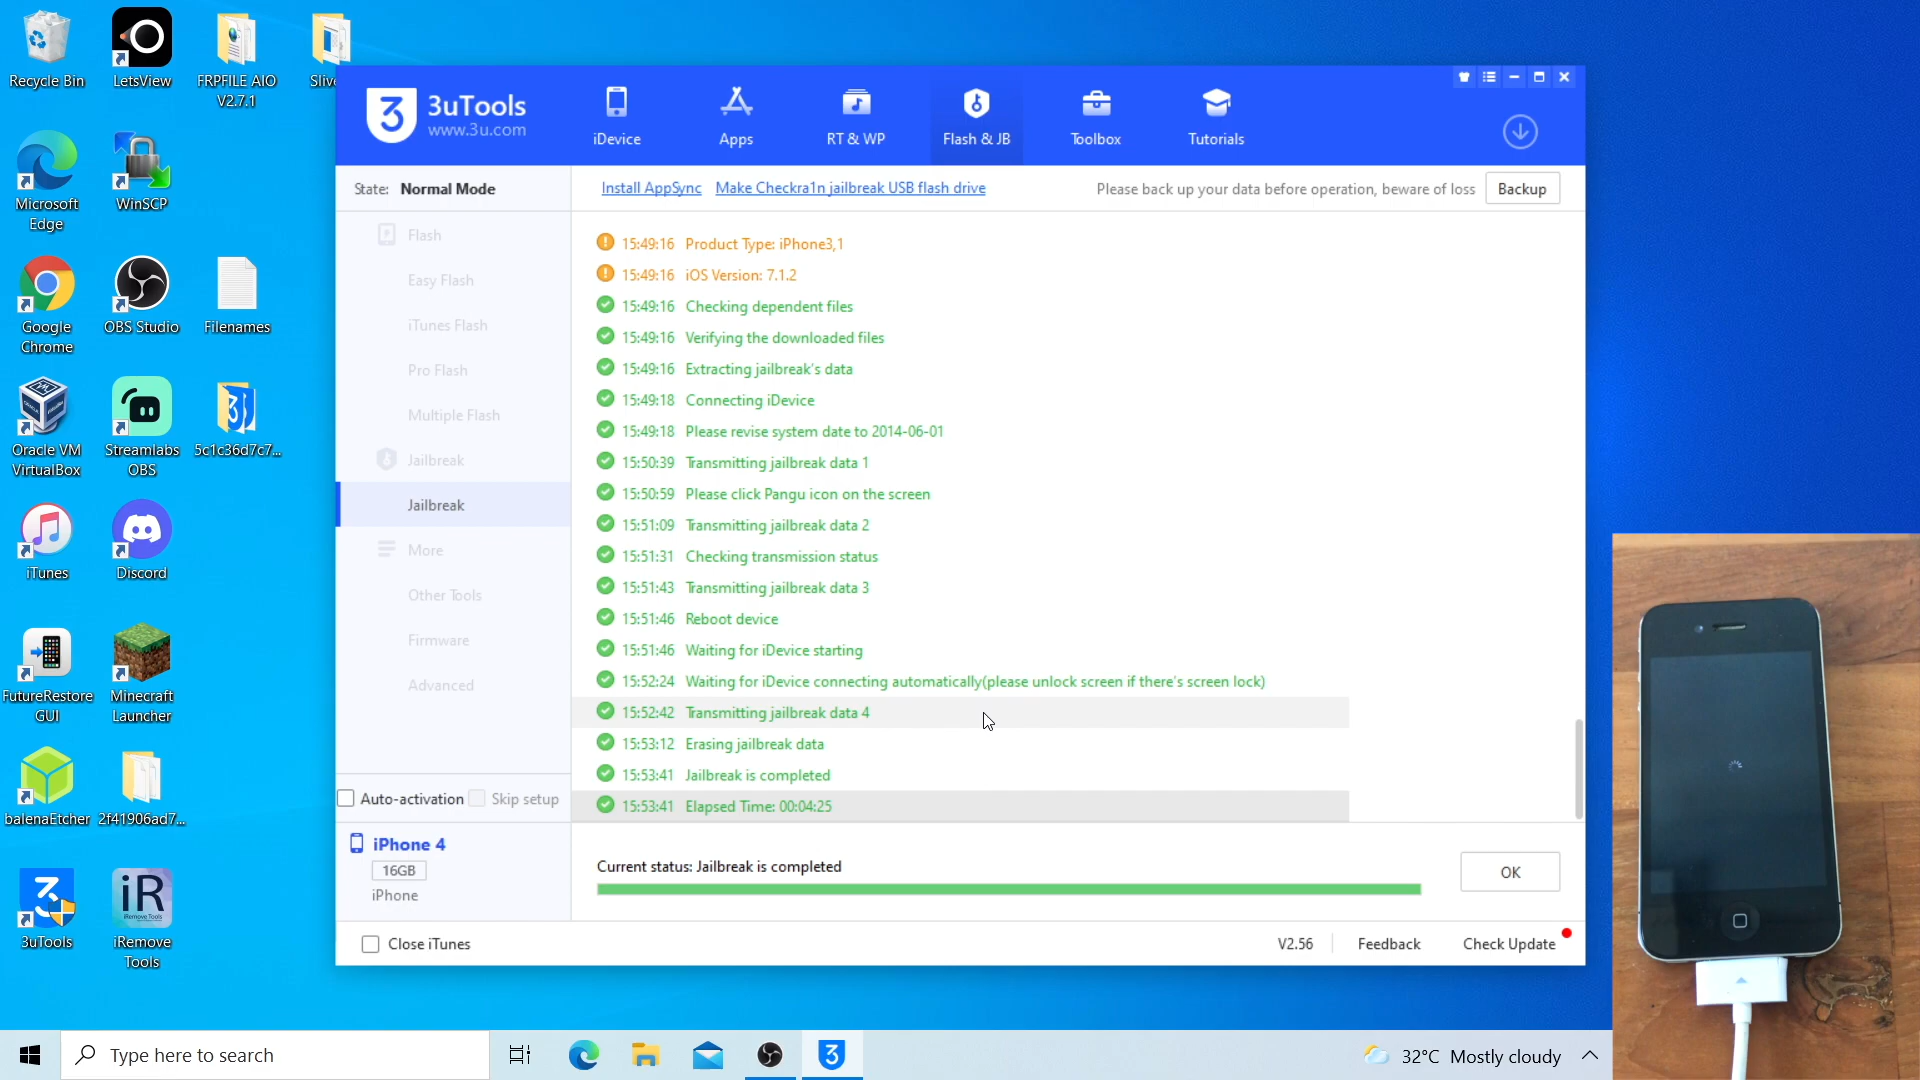 Recycle Bin
LetsView
FRPFILE AIO
V2.7.1
Slive
Microsoft
Edge
WinSCP
Google
Chrome
OBS Studio
Filenames
Oracle VM
VirtualBox
Streamlabs
OBS
5c1c36d7c7...
iTunes
Discord
FutureRestore
GUI
Minecraft
Launcher
balenaEtcher
2f41906ad7...
3uTools
iR
iRemove Tools
iRemove
Tools
3
3uTools
www.3u.com
iDevice
Apps
RT & WP
Flash & JB
Toolbox
Tutorials
State: Normal Mode
Install AppSync
Make Checkra1n jailbreak USB flash drive
Please back up your data before operation, beware of loss
Backup
Flash
Easy Flash
iTunes Flash
Pro Flash
Multiple Flash
Jailbreak
Jailbreak
More
Other Tools
Firmware
Advanced
15:49:16 Product Type: iPhone3,1
15:49:16 iOS Version: 7.1.2
15:49:16 Checking dependent files
15:49:16 Verifying the downloaded files
15:49:16 Extracting jailbreak's data
15:49:18 Connecting iDevice
15:49:18 Please revise system date to 2014-06-01
15:50:39 Transmitting jailbreak data 1
15:50:59 Please click Pangu icon on the screen
15:51:09 Transmitting jailbreak data 2
15:51:31 Checking transmission status
15:51:43 Transmitting jailbreak data 3
15:51:46 Reboot device
15:51:46 Waiting for iDevice starting
15:52:24 Waiting for iDevice connecting automatically(please unlock screen if there's screen lock)
15:52:42 Transmitting jailbreak data 4
15:53:12 Erasing jailbreak data
15:53:41 Jailbreak is completed
15:53:41 Elapsed Time: 00:04:25
Auto-activation
Skip setup
iPhone 4
16GB
iPhone
Current status: Jailbreak is completed
OK
Close iTunes
V2.56
Feedback
Check Update
Type here to search
32°C Mostly cloudy